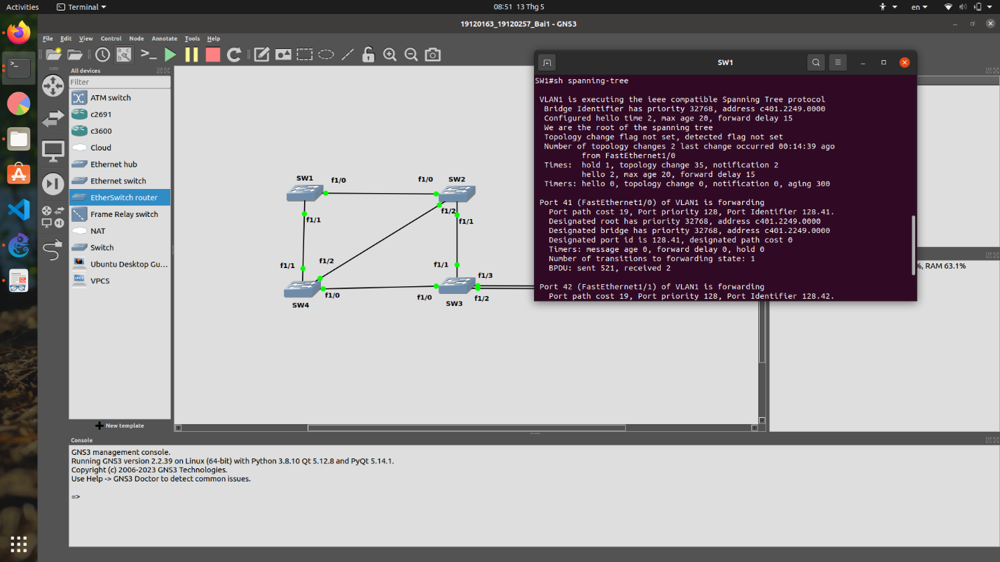 Activities
Terminal
08:51 13 Thg 5
en
19120163_19120257_Bai1 - GNS3
File Edit View Control Node Annotate Tools Help
All devices
Filter
ATM switch
c2691
c3600
Cloud
Ethernet hub
Ethernet switch
EtherSwitch router
Frame Relay switch
NAT
Switch
Ubuntu Desktop Gu...
VPCS
New template
SW1
f1/0
f1/0
SW2
f1/1
f1/2
f1/1
f1/1
f1/2
f1/1
f1/3
f1/0
f1/0
f1/2
SW4
SW3
SW1
SW1#sh spanning-tree
VLAN1 is executing the ieee compatible Spanning Tree protocol
Bridge Identifier has priority 32768, address c401.2249.0000
Configured hello time 2, max age 20, forward delay 15
We are the root of the spanning tree
Topology change flag not set, detected flag not set
Number of topology changes 2 last change occurred 00:14:39 ago
from FastEthernet1/0
Times: hold 1, topology change 35, notification 2
hello 2, max age 20, forward delay 15
Timers: hello 0, topology change 0, notification 0, aging 300
Port 41 (FastEthernet1/0) of VLAN1 is forwarding
Port path cost 19, Port priority 128, Port Identifier 128.41.
Designated root has priority 32768, address c401.2249.0000
Designated bridge has priority 32768, address c401.2249.0000
Designated port id is 128.41, designated path cost 0
Timers: message age 0, forward delay 0, hold 0
Number of transitions to forwarding state: 1
BPDU: sent 521, received 2
Port 42 (FastEthernet1/1) of VLAN1 is forwarding
Port path cost 19, Port priority 128, Port Identifier 128.42.
%, RAM 63.1%
Console
GNS3 management console.
Running GNS3 version 2.2.39 on Linux (64-bit) with Python 3.8.10 Qt 5.12.8 and PyQt 5.14.1.
Copyright (c) 2006-2023 GNS3 Technologies.
Use Help -> GNS3 Doctor to detect common issues.
=>